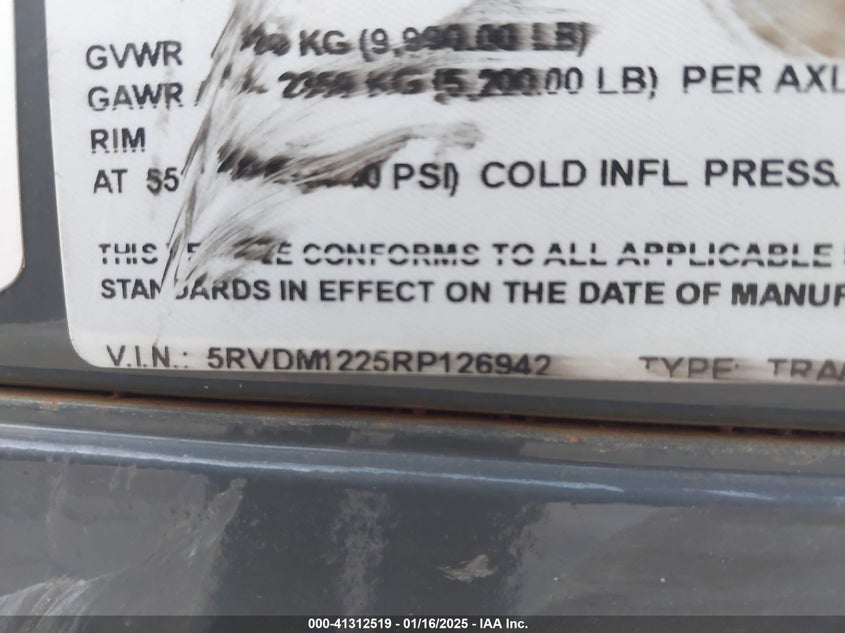 GVWR KG (9,990.00 LB)
GAWR KG (5,200.00 LB) PER AXL
RIM
AT PSI) COLD INFL. PRESS.
THIS CONFORMS TO ALL APPLICABLE
STANDARDS IN EFFECT ON THE DATE OF MANUF
V.I.N.: 5RVDM1225RP126942 TYPE: TRA
000-41312519 - 01/16/2025 - IAA Inc.